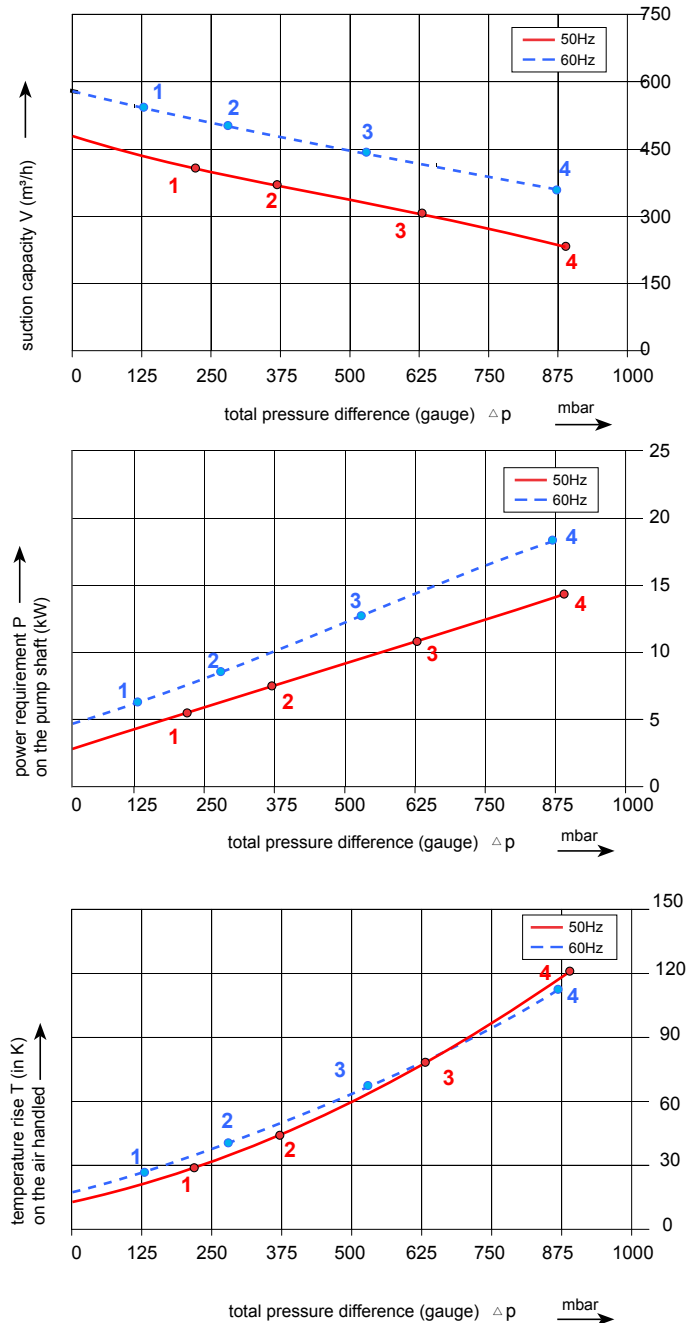 750
50Hz
60Hz
600
450
300
150
0
1
2
3
4
1
2
3
4
suction capacity V (m³/h)
0 125 250 375 500 625 750 875 1000
total pressure difference (gauge) △ p
mbar
25
50Hz
60Hz
20
15
10
5
0
1
2
3
4
1
2
3
4
power requirement P
on the pump shaft (kW)
0 125 250 375 500 625 750 875 1000
total pressure difference (gauge) △ p
mbar
150
50Hz
60Hz
120
90
60
30
0
1
2
3
4
1
2
3
4
temperature rise T (in K)
on the air handled
0 125 250 375 500 625 750 875 1000
total pressure difference (gauge) △ p
mbar